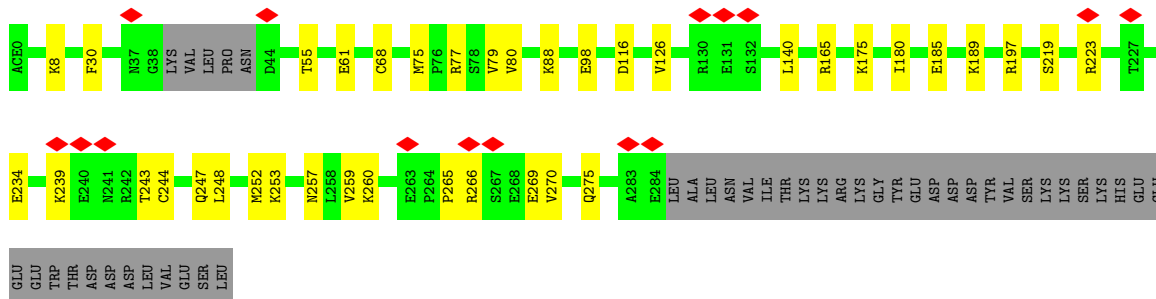 ACE0 K8 F30 N37 G38 LYS VAL LEU PRO ASN D44 T55 E61 C68 M75 P76 R77 S78 V79 V80 K88 E98 D116 V126 R130 E131 S132 L140 R165 K175 I180 E185 K189 R197 S219 R223 T227
E234 K239 E240 N241 R242 T243 C244 Q247 L248 M252 K253 N257 L258 V259 K260 E263 P264 P265 R266 S267 E268 E269 V270 Q275 A283 E284 LEU ALA LEU ASN VAL ILE THR LYS LYS ARG LYS GLY TYR GLU ASP ASP ASP TYR VAL SER LYS LYS SER LYS HIS GLU GLU
GLU GLU TRP THR ASP ASP ASP LEU VAL GLU SER LEU